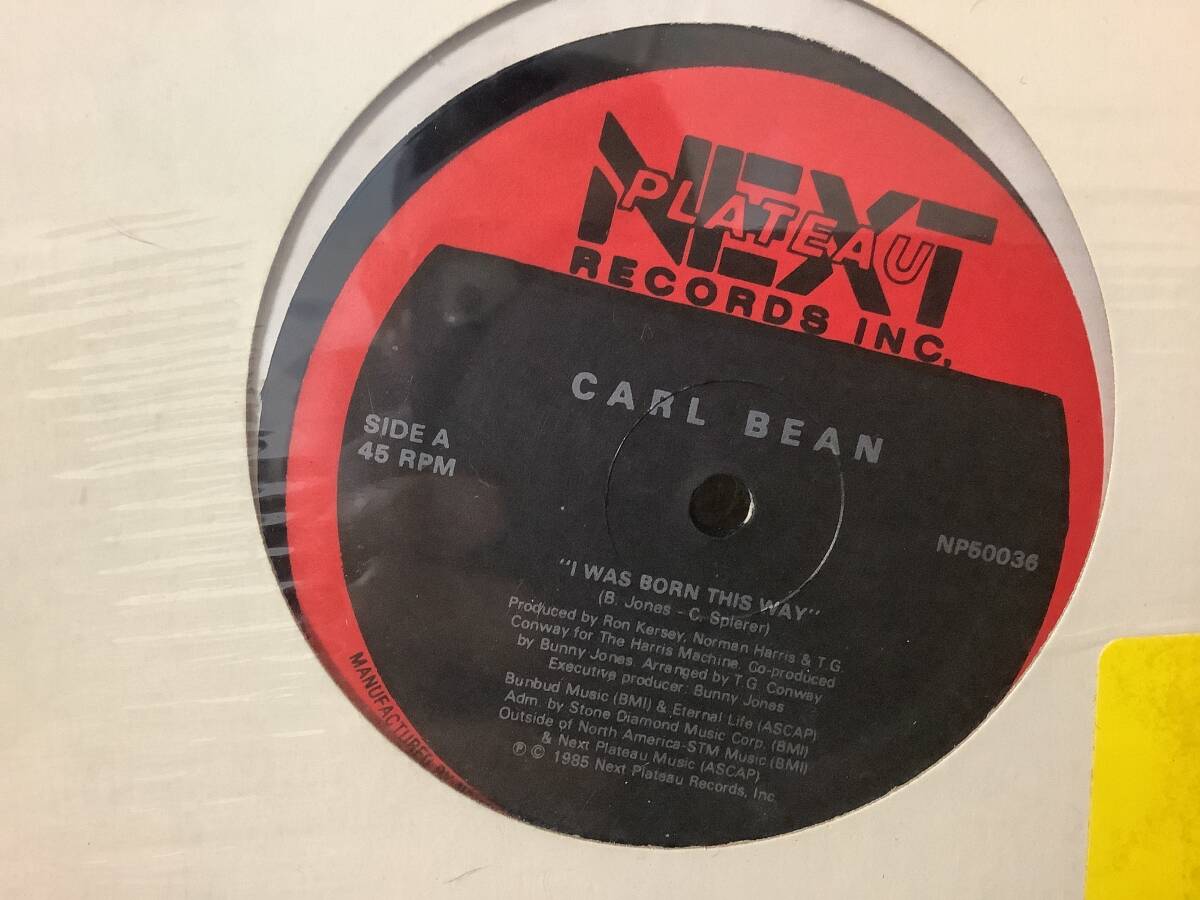 NEXT
PLATEAU
RECORDS INC.
CARL BEAN
SIDE A
45 RPM
NP50036
"I WAS BORN THIS WAY"
(B. Jones - C. Spierer)
Produced by Ron Kersey, Norman Harris & T.G.
Conway for The Harris Machine. Co-produced
by Bunny Jones. Arranged by T.G. Conway
Executive producer: Bunny Jones
Bunbud Music (BMI) & Eternal Life (ASCAP)
Adm. by Stone Diamond Music Corp. (BMI)
Outside of North America-STM Music (BMI)
& Next Plateau Music (ASCAP)
℗ © 1985 Next Plateau Records, Inc.
MANUFACTURED